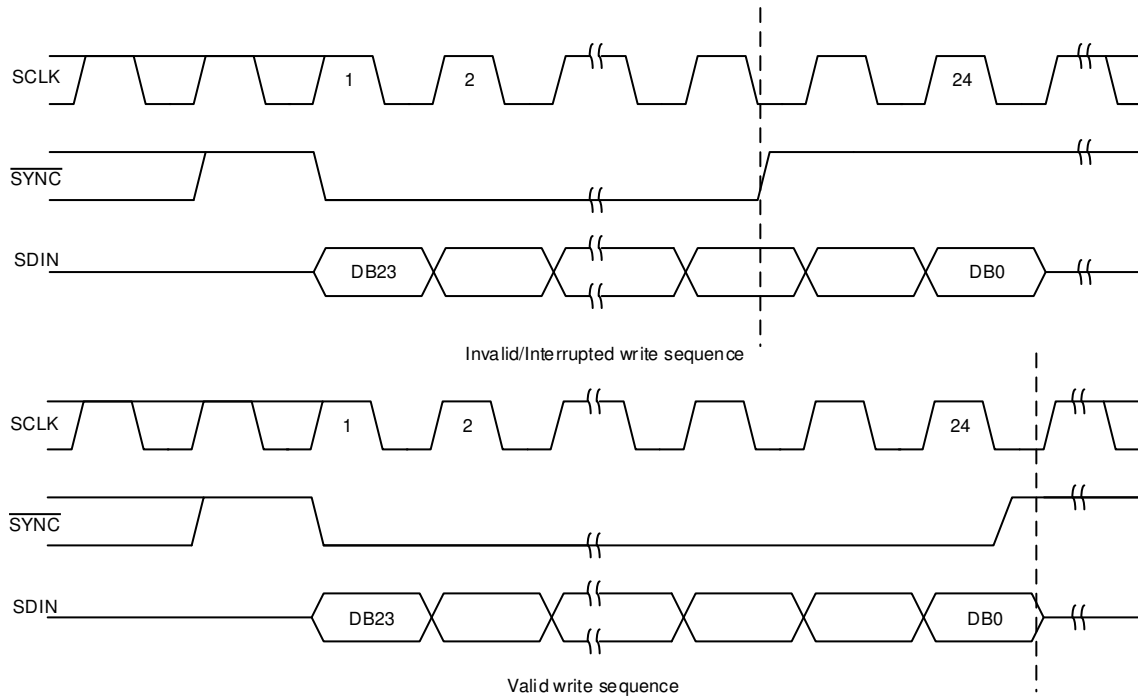 SCLK 1 2 24
SYNC
SDIN DB23 DB0
Invalid/Interrupted write sequence
SCLK 1 2 24
SYNC
SDIN DB23 DB0
Valid write sequence